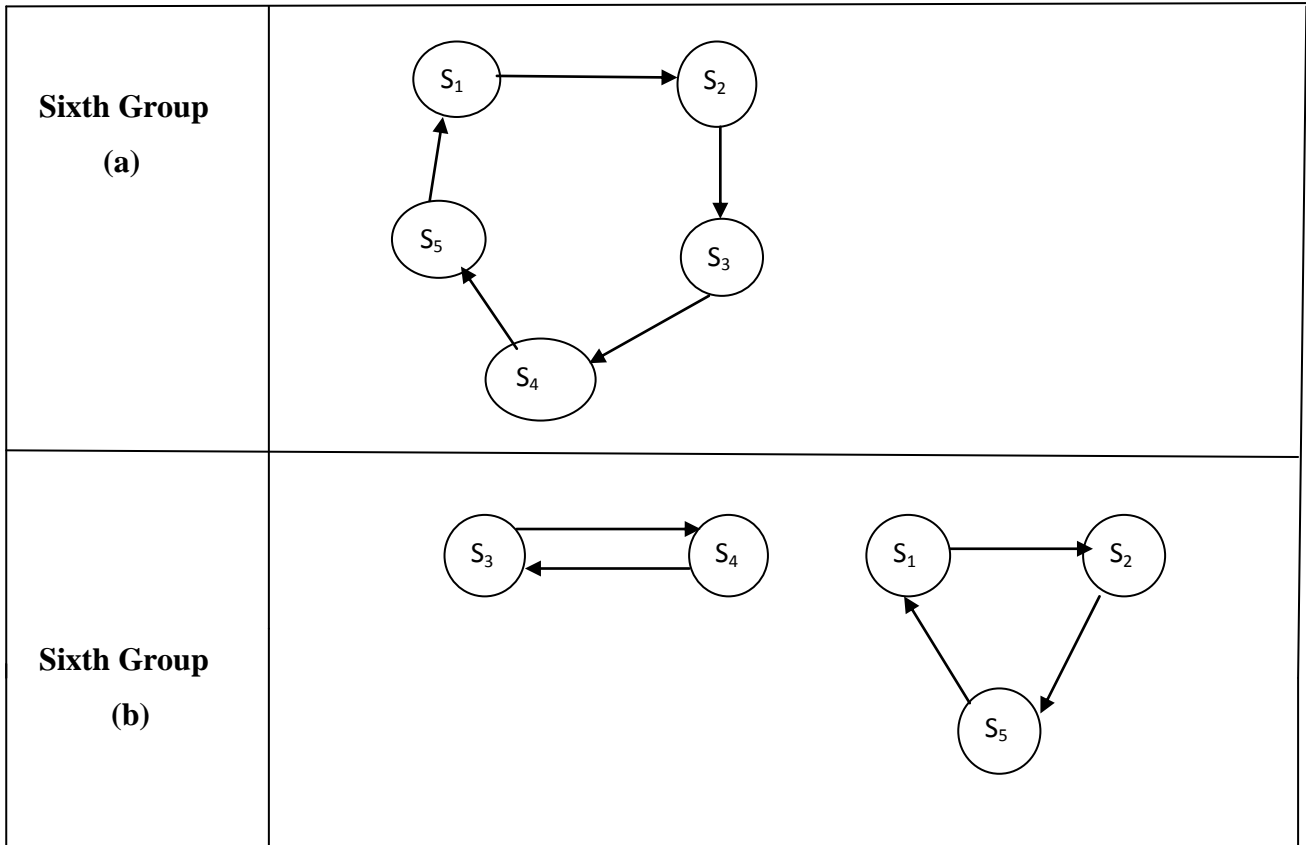 Sixth Group
(a)
S₁
S₂
S₅
S₃
S₄
Sixth Group
(b)
S₃
S₄
S₁
S₂
S₅